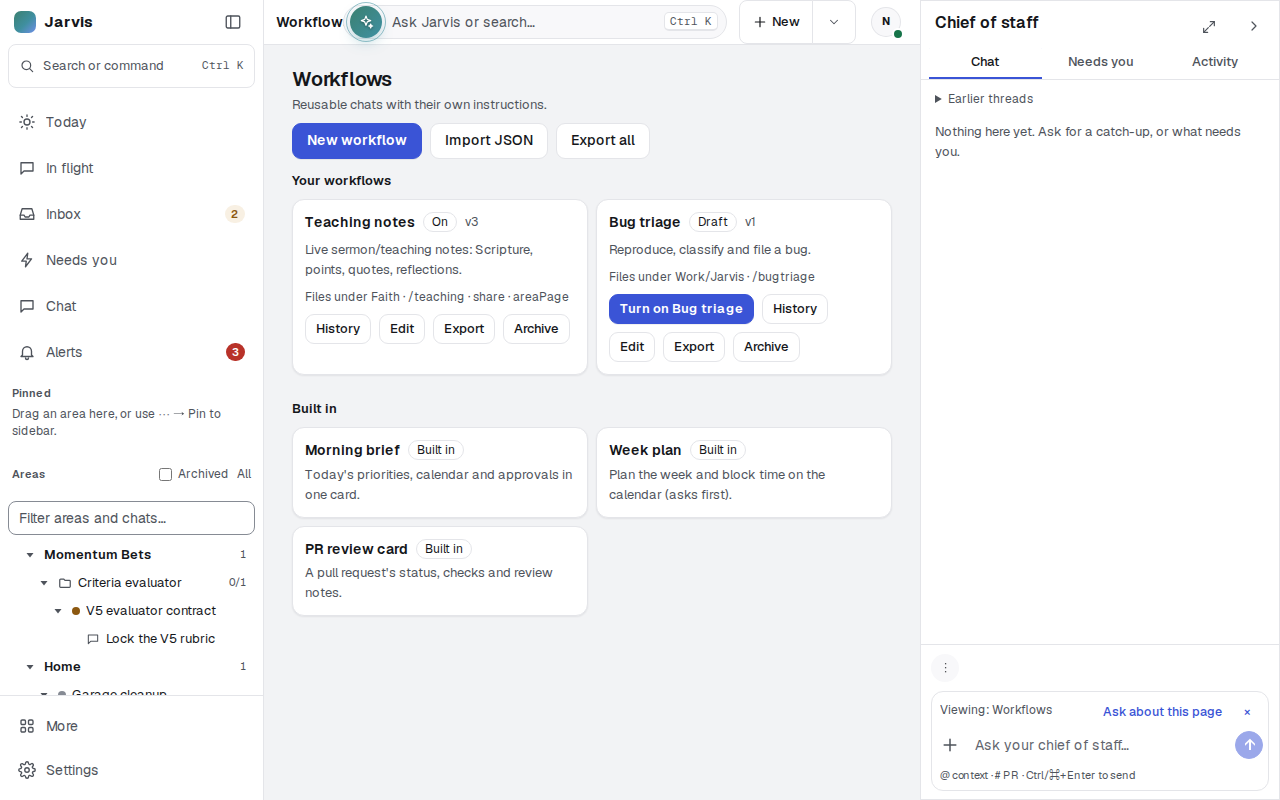 Jarvis
Search or command Ctrl K
Today
In flight
Inbox 2
Needs you
Chat
Alerts 3
Pinned
Drag an area here, or use ··· → Pin to
sidebar.
Areas Archived All
Filter areas and chats…
Momentum Bets 1
Criteria evaluator 0/1
V5 evaluator contract
Lock the V5 rubric
Home 1
Garage cleanup
More
Settings
Workflow
Ask Jarvis or search… Ctrl K
New
N
Workflows
Reusable chats with their own instructions.
New workflow Import JSON Export all
Your workflows
Teaching notes On v3
Live sermon/teaching notes: Scripture,
points, quotes, reflections.
Files under Faith · /teaching · share · areaPage
History Edit Export Archive
Bug triage Draft v1
Reproduce, classify and file a bug.
Files under Work/Jarvis · /bugtriage
Turn on Bug triage History
Edit Export Archive
Built in
Morning brief Built in
Today's priorities, calendar and approvals in
one card.
Week plan Built in
Plan the week and block time on the
calendar (asks first).
PR review card Built in
A pull request's status, checks and review
notes.
Chief of staff
Chat Needs you Activity
Earlier threads
Nothing here yet. Ask for a catch-up, or what needs
you.
Viewing: Workflows Ask about this page ×
Ask your chief of staff…
@ context · # PR · Ctrl/⌘+Enter to send